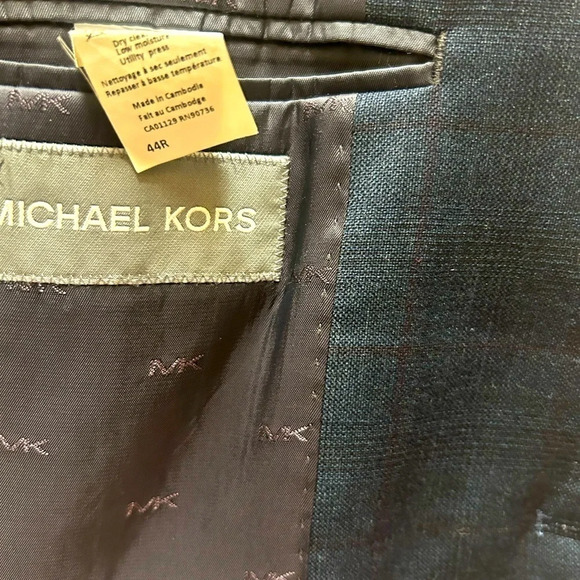 Dry clean
Low moisture
Utility press
Nettoyage à sec seulement
Repasser à basse température.
Made in Cambodia
Fait au Cambodge
CA01129 RN90736
44R
MICHAEL KORS
MK
MK
MK
MK
MK